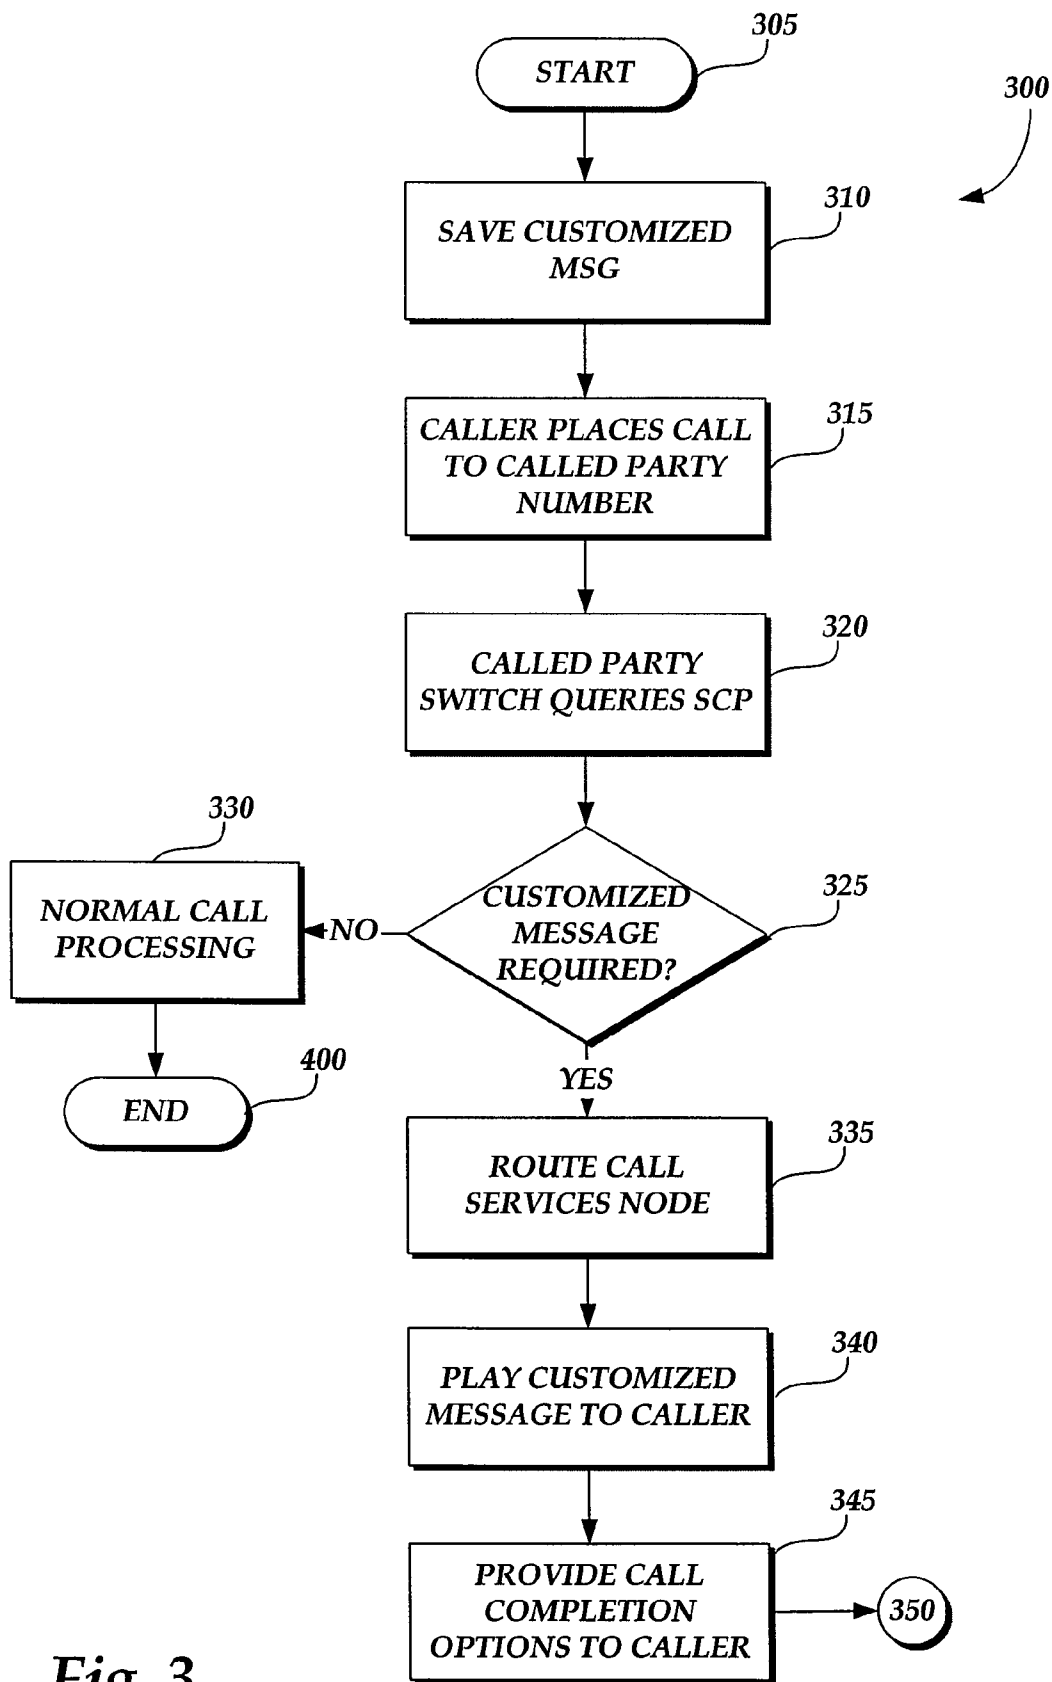 305
START
300
310
SAVE CUSTOMIZED
MSG
315
CALLER PLACES CALL
TO CALLED PARTY
NUMBER
320
CALLED PARTY
SWITCH QUERIES SCP
330
NORMAL CALL
PROCESSING
NO
CUSTOMIZED
MESSAGE
REQUIRED?
325
400
END
YES
335
ROUTE CALL
SERVICES NODE
340
PLAY CUSTOMIZED
MESSAGE TO CALLER
345
PROVIDE CALL
COMPLETION
OPTIONS TO CALLER
350
Fig. 3